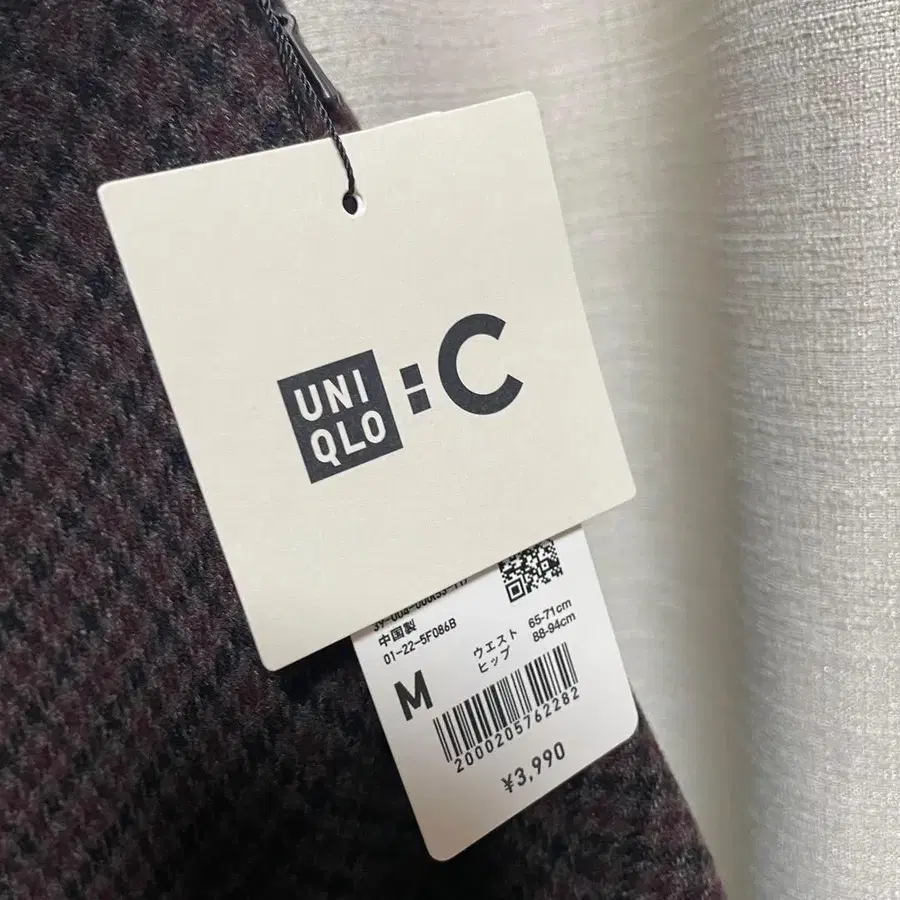 UNI
QLO
:C
中国製
01-22-5F086B
M
ウエスト 65-71cm
ヒップ 88-94cm
2000205762282
¥3,990